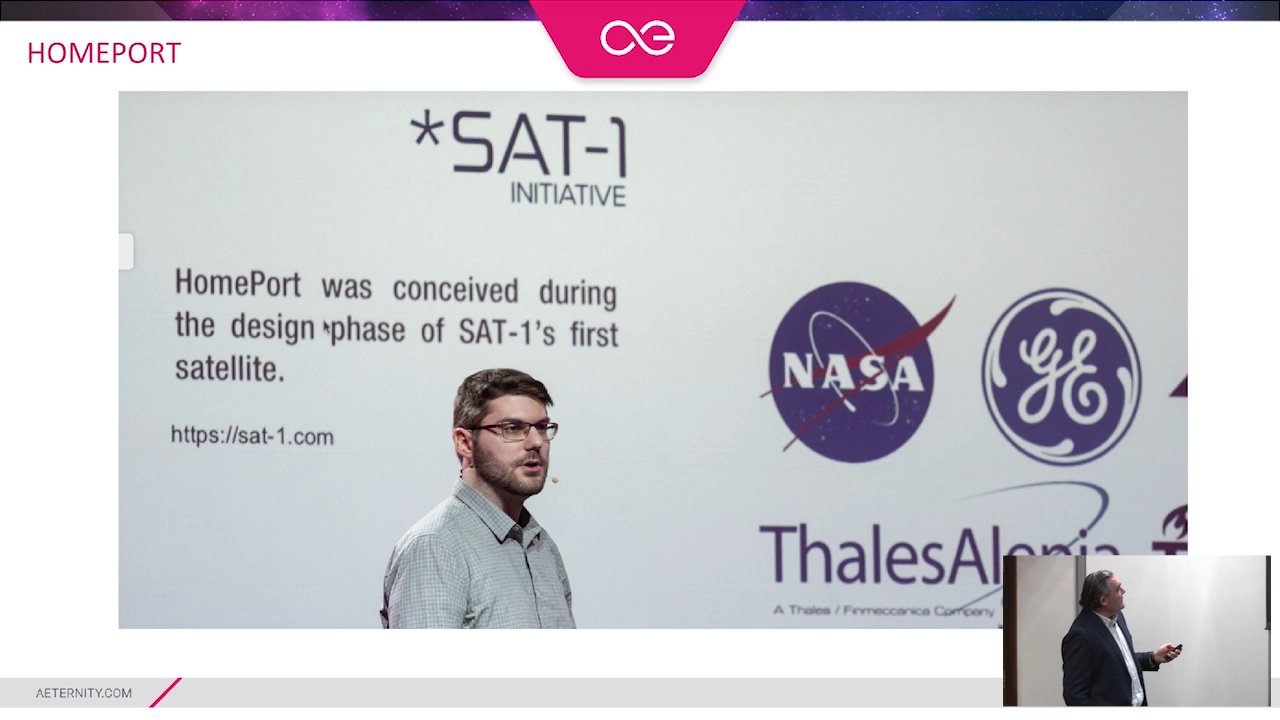 HOMEPORT
*SAT-1
INITIATIVE
HomePort was conceived during
the design phase of SAT-1's first
satellite.
https://sat-1.com
NASA
GE
ThalesAlenia
A Thales / Finmeccanica Company
AETERNITY.COM